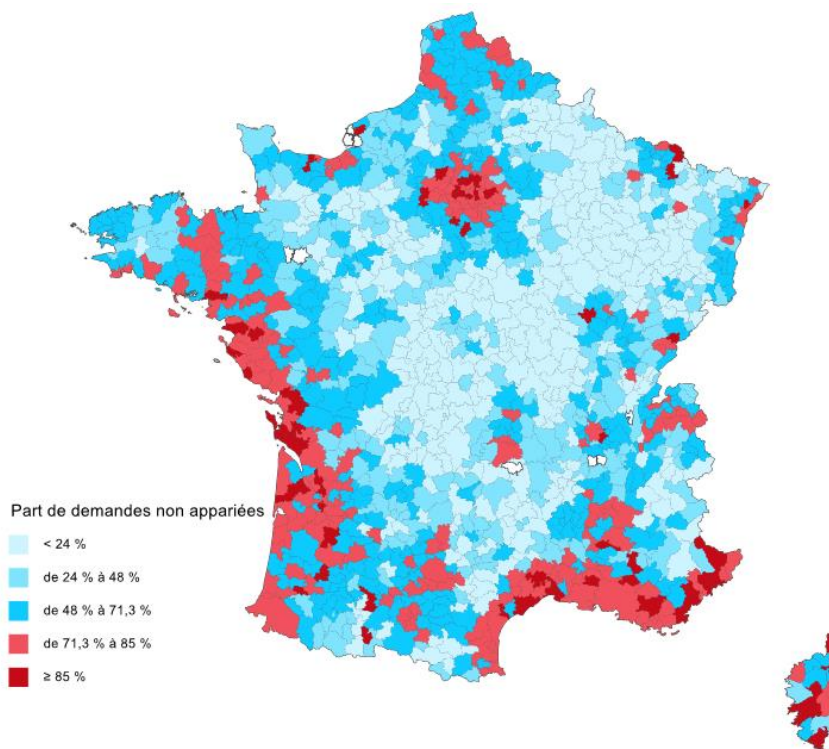 Part de demandes non appariées
< 24 %
de 24 % à 48 %
de 48 % à 71,3 %
de 71,3 % à 85 %
≥ 85 %